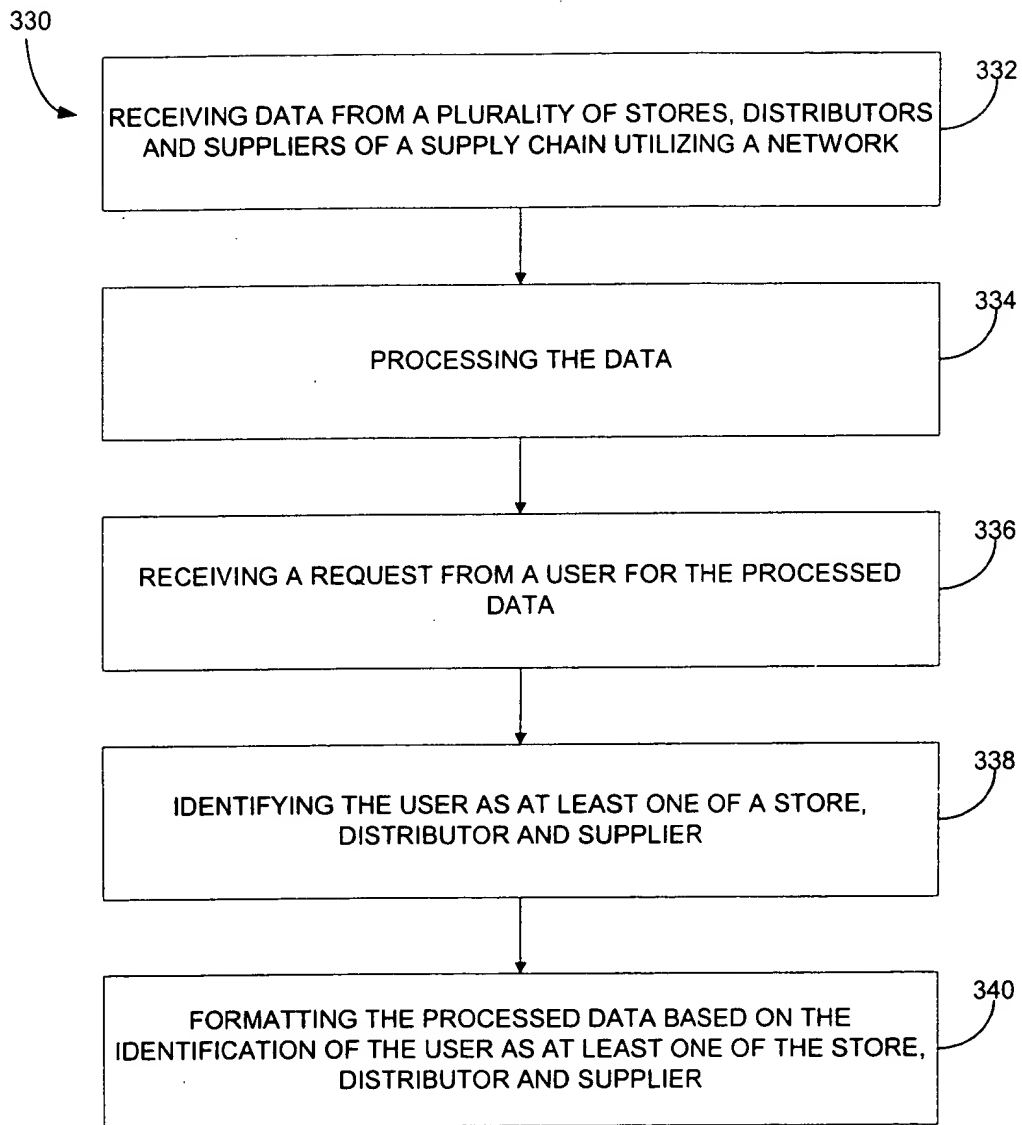 330
332
RECEIVING DATA FROM A PLURALITY OF STORES, DISTRIBUTORS
AND SUPPLIERS OF A SUPPLY CHAIN UTILIZING A NETWORK
334
PROCESSING THE DATA
336
RECEIVING A REQUEST FROM A USER FOR THE PROCESSED
DATA
338
IDENTIFYING THE USER AS AT LEAST ONE OF A STORE,
DISTRIBUTOR AND SUPPLIER
340
FORMATTING THE PROCESSED DATA BASED ON THE
IDENTIFICATION OF THE USER AS AT LEAST ONE OF THE STORE,
DISTRIBUTOR AND SUPPLIER